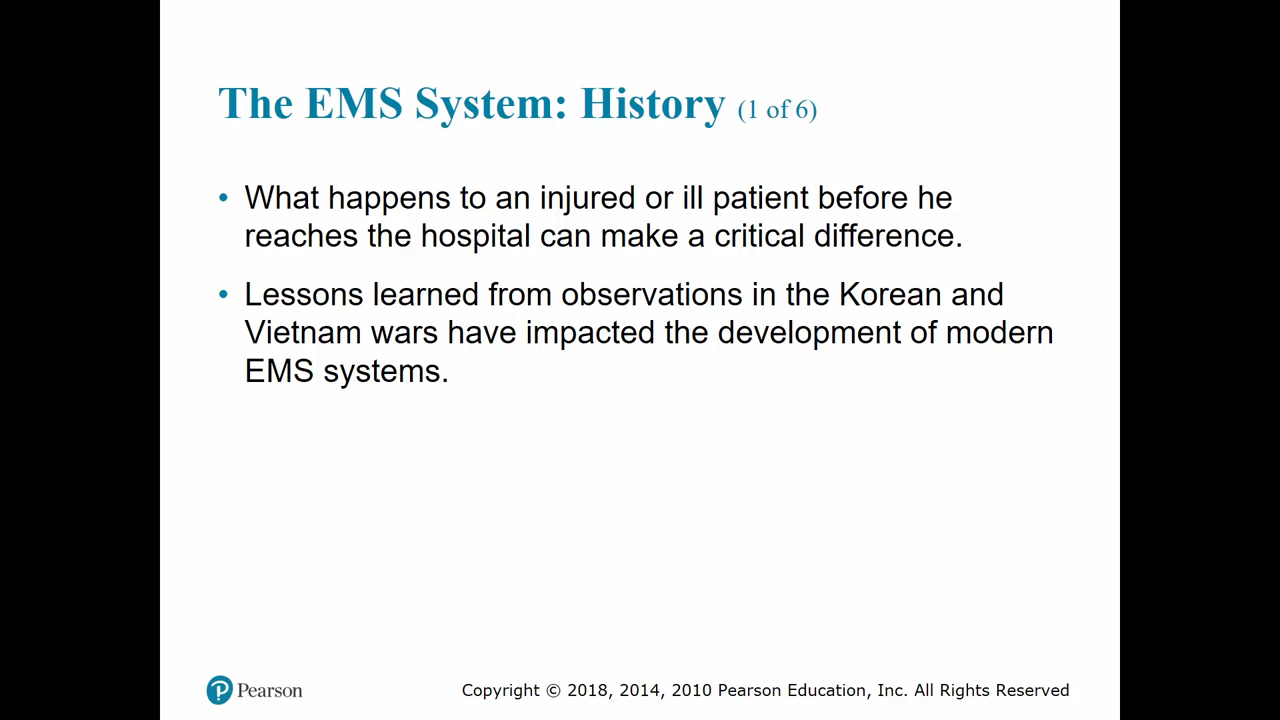 The EMS System: History (1 of 6)
• What happens to an injured or ill patient before he
reaches the hospital can make a critical difference.
• Lessons learned from observations in the Korean and
Vietnam wars have impacted the development of modern
EMS systems.
Pearson
Copyright © 2018, 2014, 2010 Pearson Education, Inc. All Rights Reserved